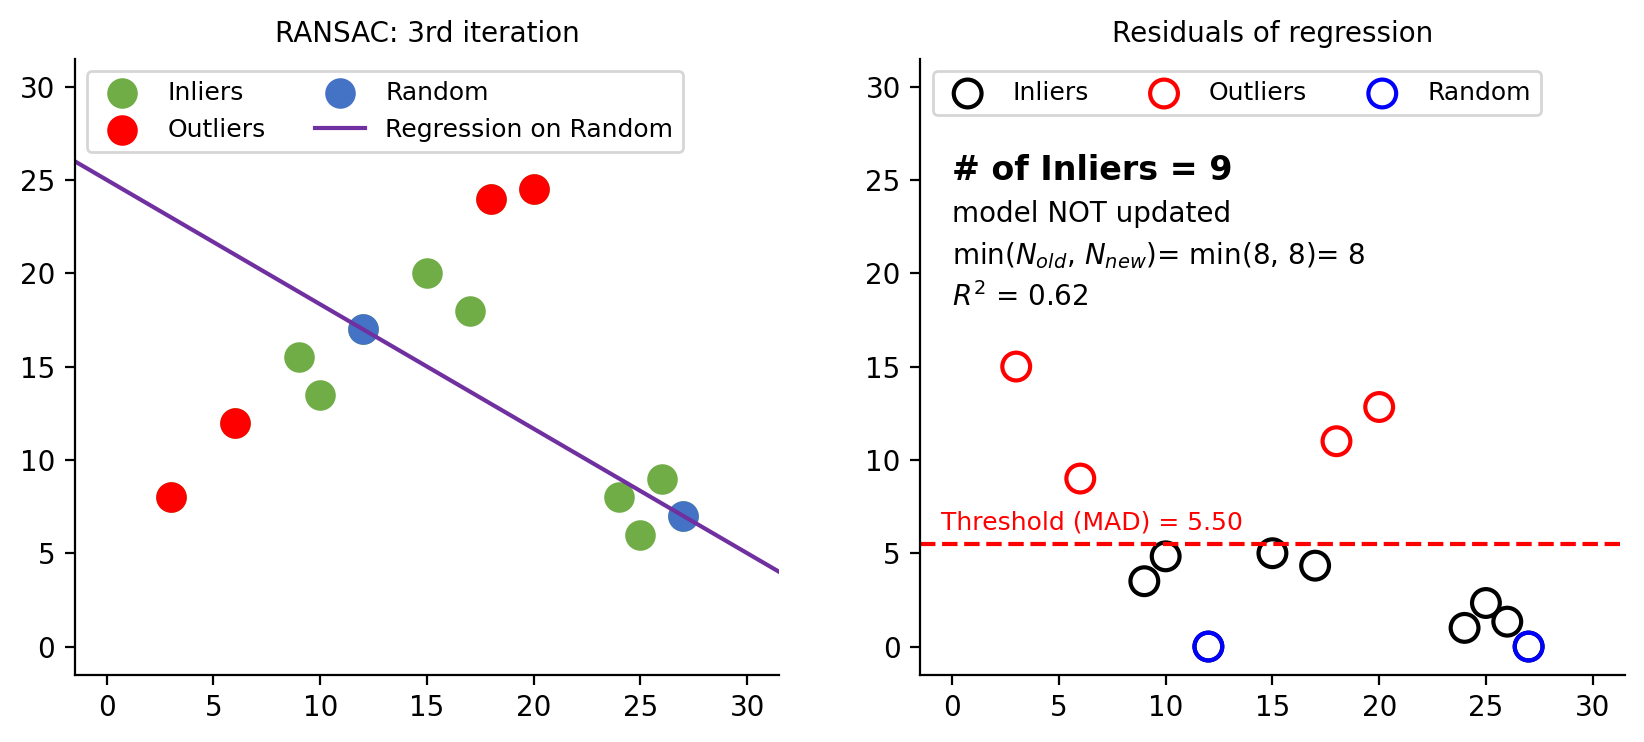 RANSAC: 3rd iteration
Inliers
Outliers
Random
Regression on Random
30
25
20
15
10
5
0
0 5 10 15 20 25 30
Residuals of regression
Inliers Outliers Random
# of Inliers = 9
model NOT updated
min(N_old, N_new)= min(8, 8)= 8
R² = 0.62
Threshold (MAD) = 5.50
30
25
20
15
10
5
0
0 5 10 15 20 25 30